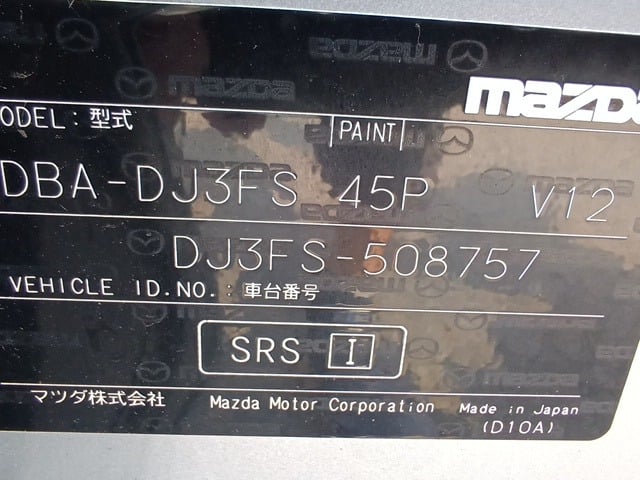 mazda
ODEL: 型式
PAINT
DBA-DJ3FS 45P V12
DJ3FS-508757
VEHICLE ID.NO.: 車台番号
SRS I
マツダ株式会社 Mazda Motor Corporation Made in Japan
(D10A)